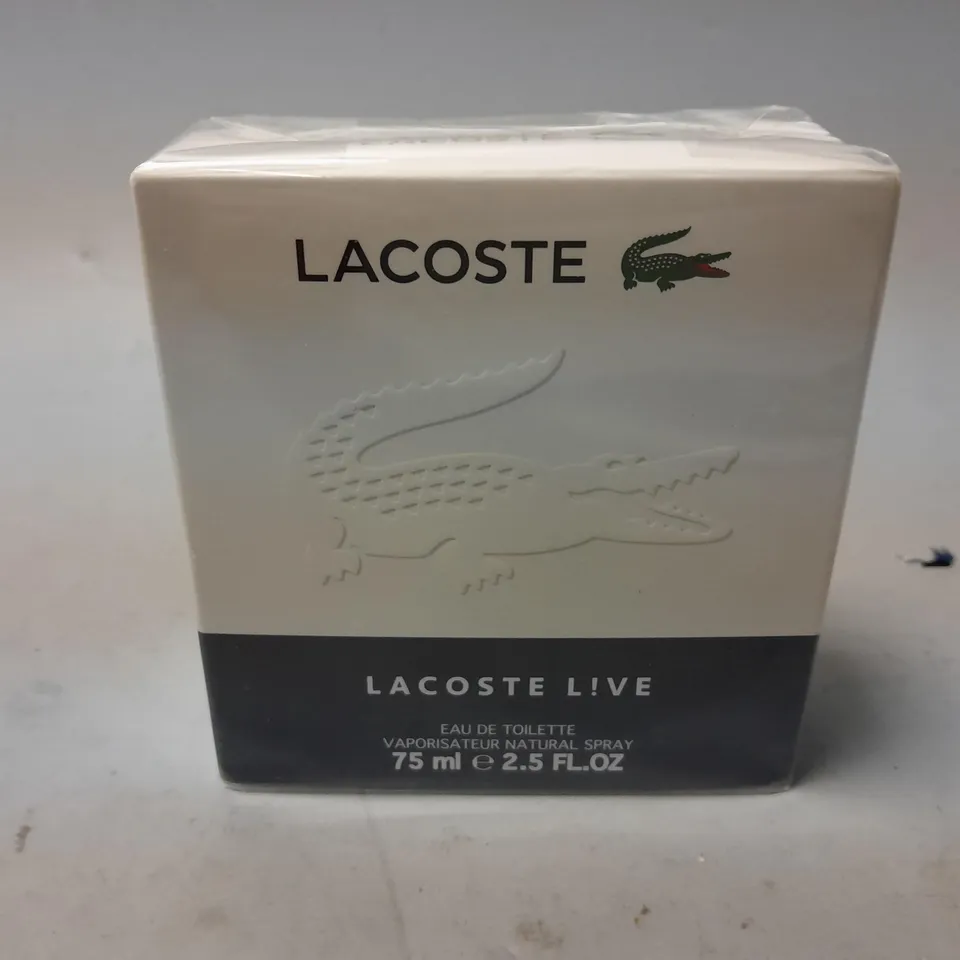 LACOSTE
LACOSTE L!VE
EAU DE TOILETTE
VAPORISATEUR NATURAL SPRAY
75 ml ℮ 2.5 FL.OZ